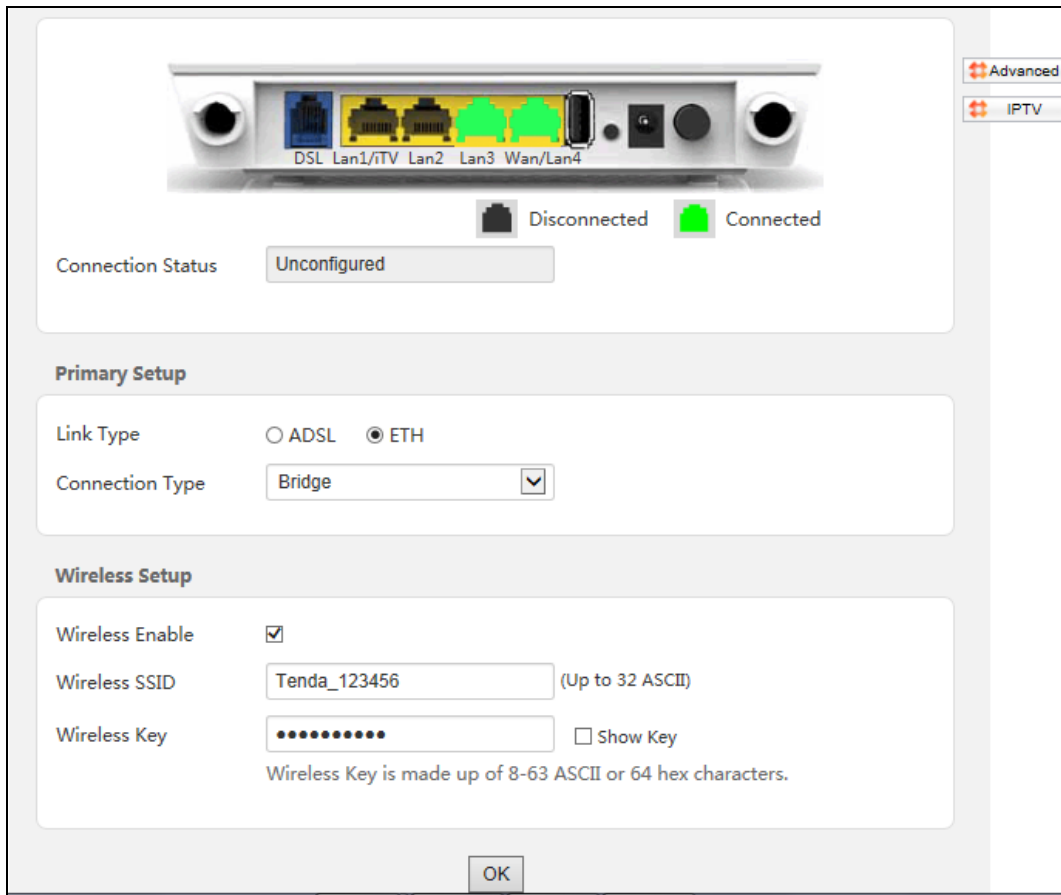 Advanced
IPTV
DSL Lan1/iTV Lan2 Lan3 Wan/Lan4
Disconnected Connected
Connection Status Unconfigured
Primary Setup
Link Type ADSL ETH
Connection Type Bridge
Wireless Setup
Wireless Enable
Wireless SSID Tenda_123456 (Up to 32 ASCII)
Wireless Key ●●●●●●●●●● Show Key
Wireless Key is made up of 8-63 ASCII or 64 hex characters.
OK